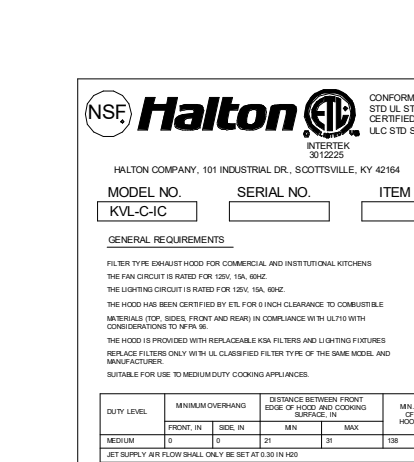 NSF
Halton
ETL
CONFORM
STD UL ST
CERTIFIED
ULC STD S
INTERTEK
3012225
HALTON COMPANY, 101 INDUSTRIAL DR., SCOTTSVILLE, KY 42164
MODEL NO. SERIAL NO. ITEM
KVL-C-IC
GENERAL REQUIREMENTS
FILTER TYPE EXHAUST HOOD FOR COMMERCIAL AND INSTITUTIONAL KITCHENS
THE FAN CIRCUIT IS RATED FOR 125V, 15A, 60HZ.
THE LIGHTING CIRCUIT IS RATED FOR 125V, 15A, 60HZ.
THE HOOD HAS BEEN CERTIFIED BY ETL FOR 0 INCH CLEARANCE TO COMBUSTIBLE
MATERIALS (TOP, SIDES, FRONT AND REAR) IN COMPLIANCE WITH UL710 WITH
CONSIDERATIONS TO NFPA 96.
THE HOOD IS PROVIDED WITH REPLACEABLE KSA FILTERS AND LIGHTING FIXTURES
REPLACE FILTERS ONLY WITH UL CLASSIFIED FILTER TYPE OF THE SAME MODEL AND
MANUFACTURER.
SUITABLE FOR USE TO MEDIUM DUTY COOKING APPLIANCES.
DUTY LEVEL MINIMUM OVERHANG DISTANCE BETWEEN FRONT EDGE OF HOOD AND COOKING SURFACE, IN MIN. CF HOO
FRONT, IN SIDE, IN MIN MAX
MEDIUM 0 0 21 31 138
JET SUPPLY AIR FLOW SHALL ONLY BE SET AT 0.30 IN H20